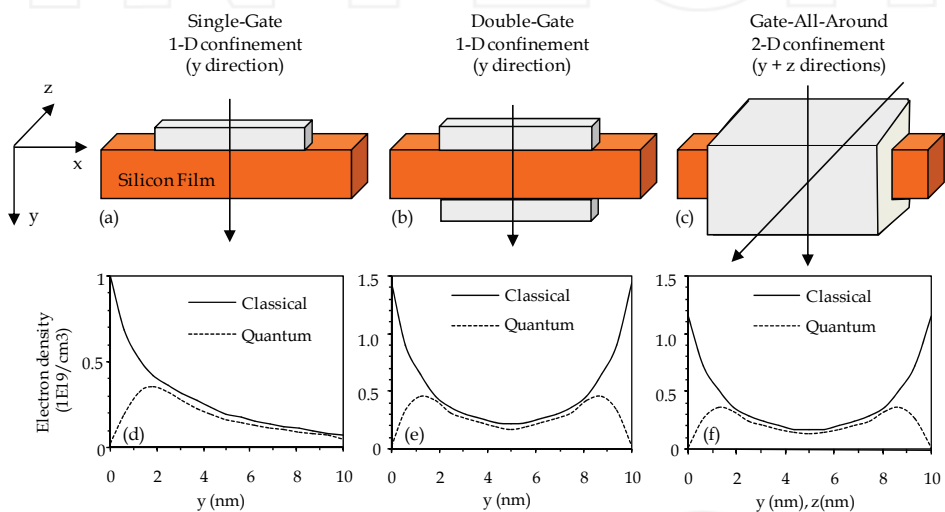 Single-Gate
1-D confinement
(y direction)
Double-Gate
1-D confinement
(y direction)
Gate-All-Around
2-D confinement
(y + z directions)
z
x
y
Silicon Film
(a)
(b)
(c)
Electron density
(1E19/cm3)
1
0.5
0
Classical
Quantum
(d)
0 2 4 6 8 10
y (nm)
1.5
1.0
0.5
0
Classical
Quantum
(e)
0 2 4 6 8 10
y (nm)
1.5
1.0
0.5
0
Classical
Quantum
(f)
0 2 4 6 8 10
y (nm), z(nm)